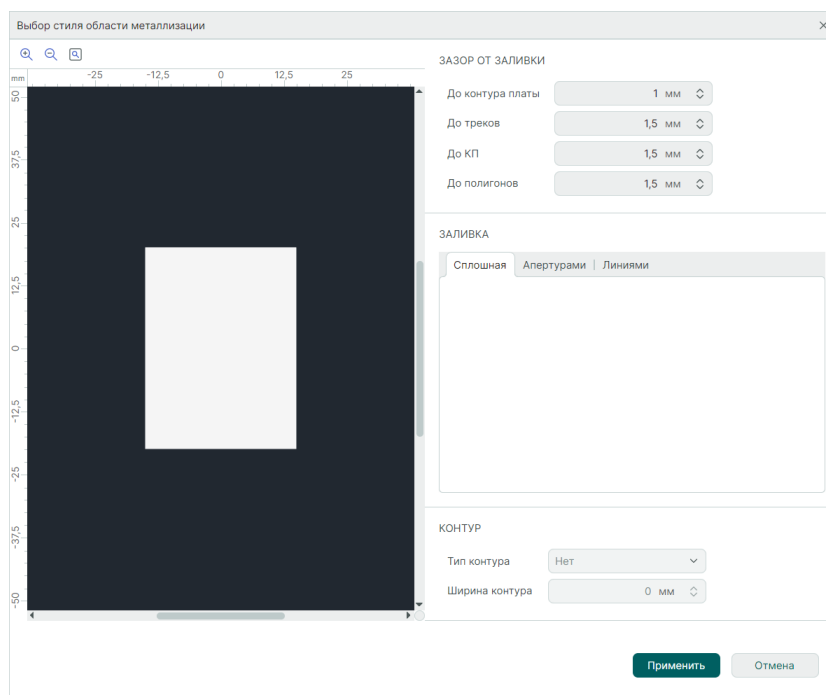 Выбор стиля области металлизации
mm
-25 -12,5 0 12,5 25
50
37,5
25
12,5
0
-12,5
-25
-37,5
-50
ЗАЗОР ОТ ЗАЛИВКИ
До контура платы 1 мм
До треков 1,5 мм
До КП 1,5 мм
До полигонов 1,5 мм
ЗАЛИВКА
Сплошная Апертурами | Линиями
КОНТУР
Тип контура Нет
Ширина контура 0 мм
Применить Отмена